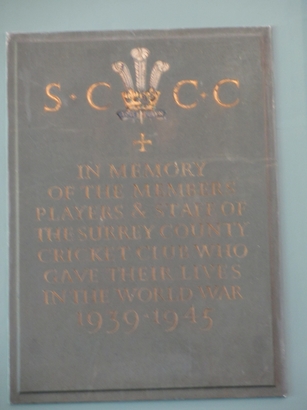 S·C C·C
IN MEMORY
OF THE MEMBERS
PLAYERS & STAFF OF
THE SURREY COUNTY
CRICKET CLUB WHO
GAVE THEIR LIVES
IN THE WORLD WAR
1939·1945